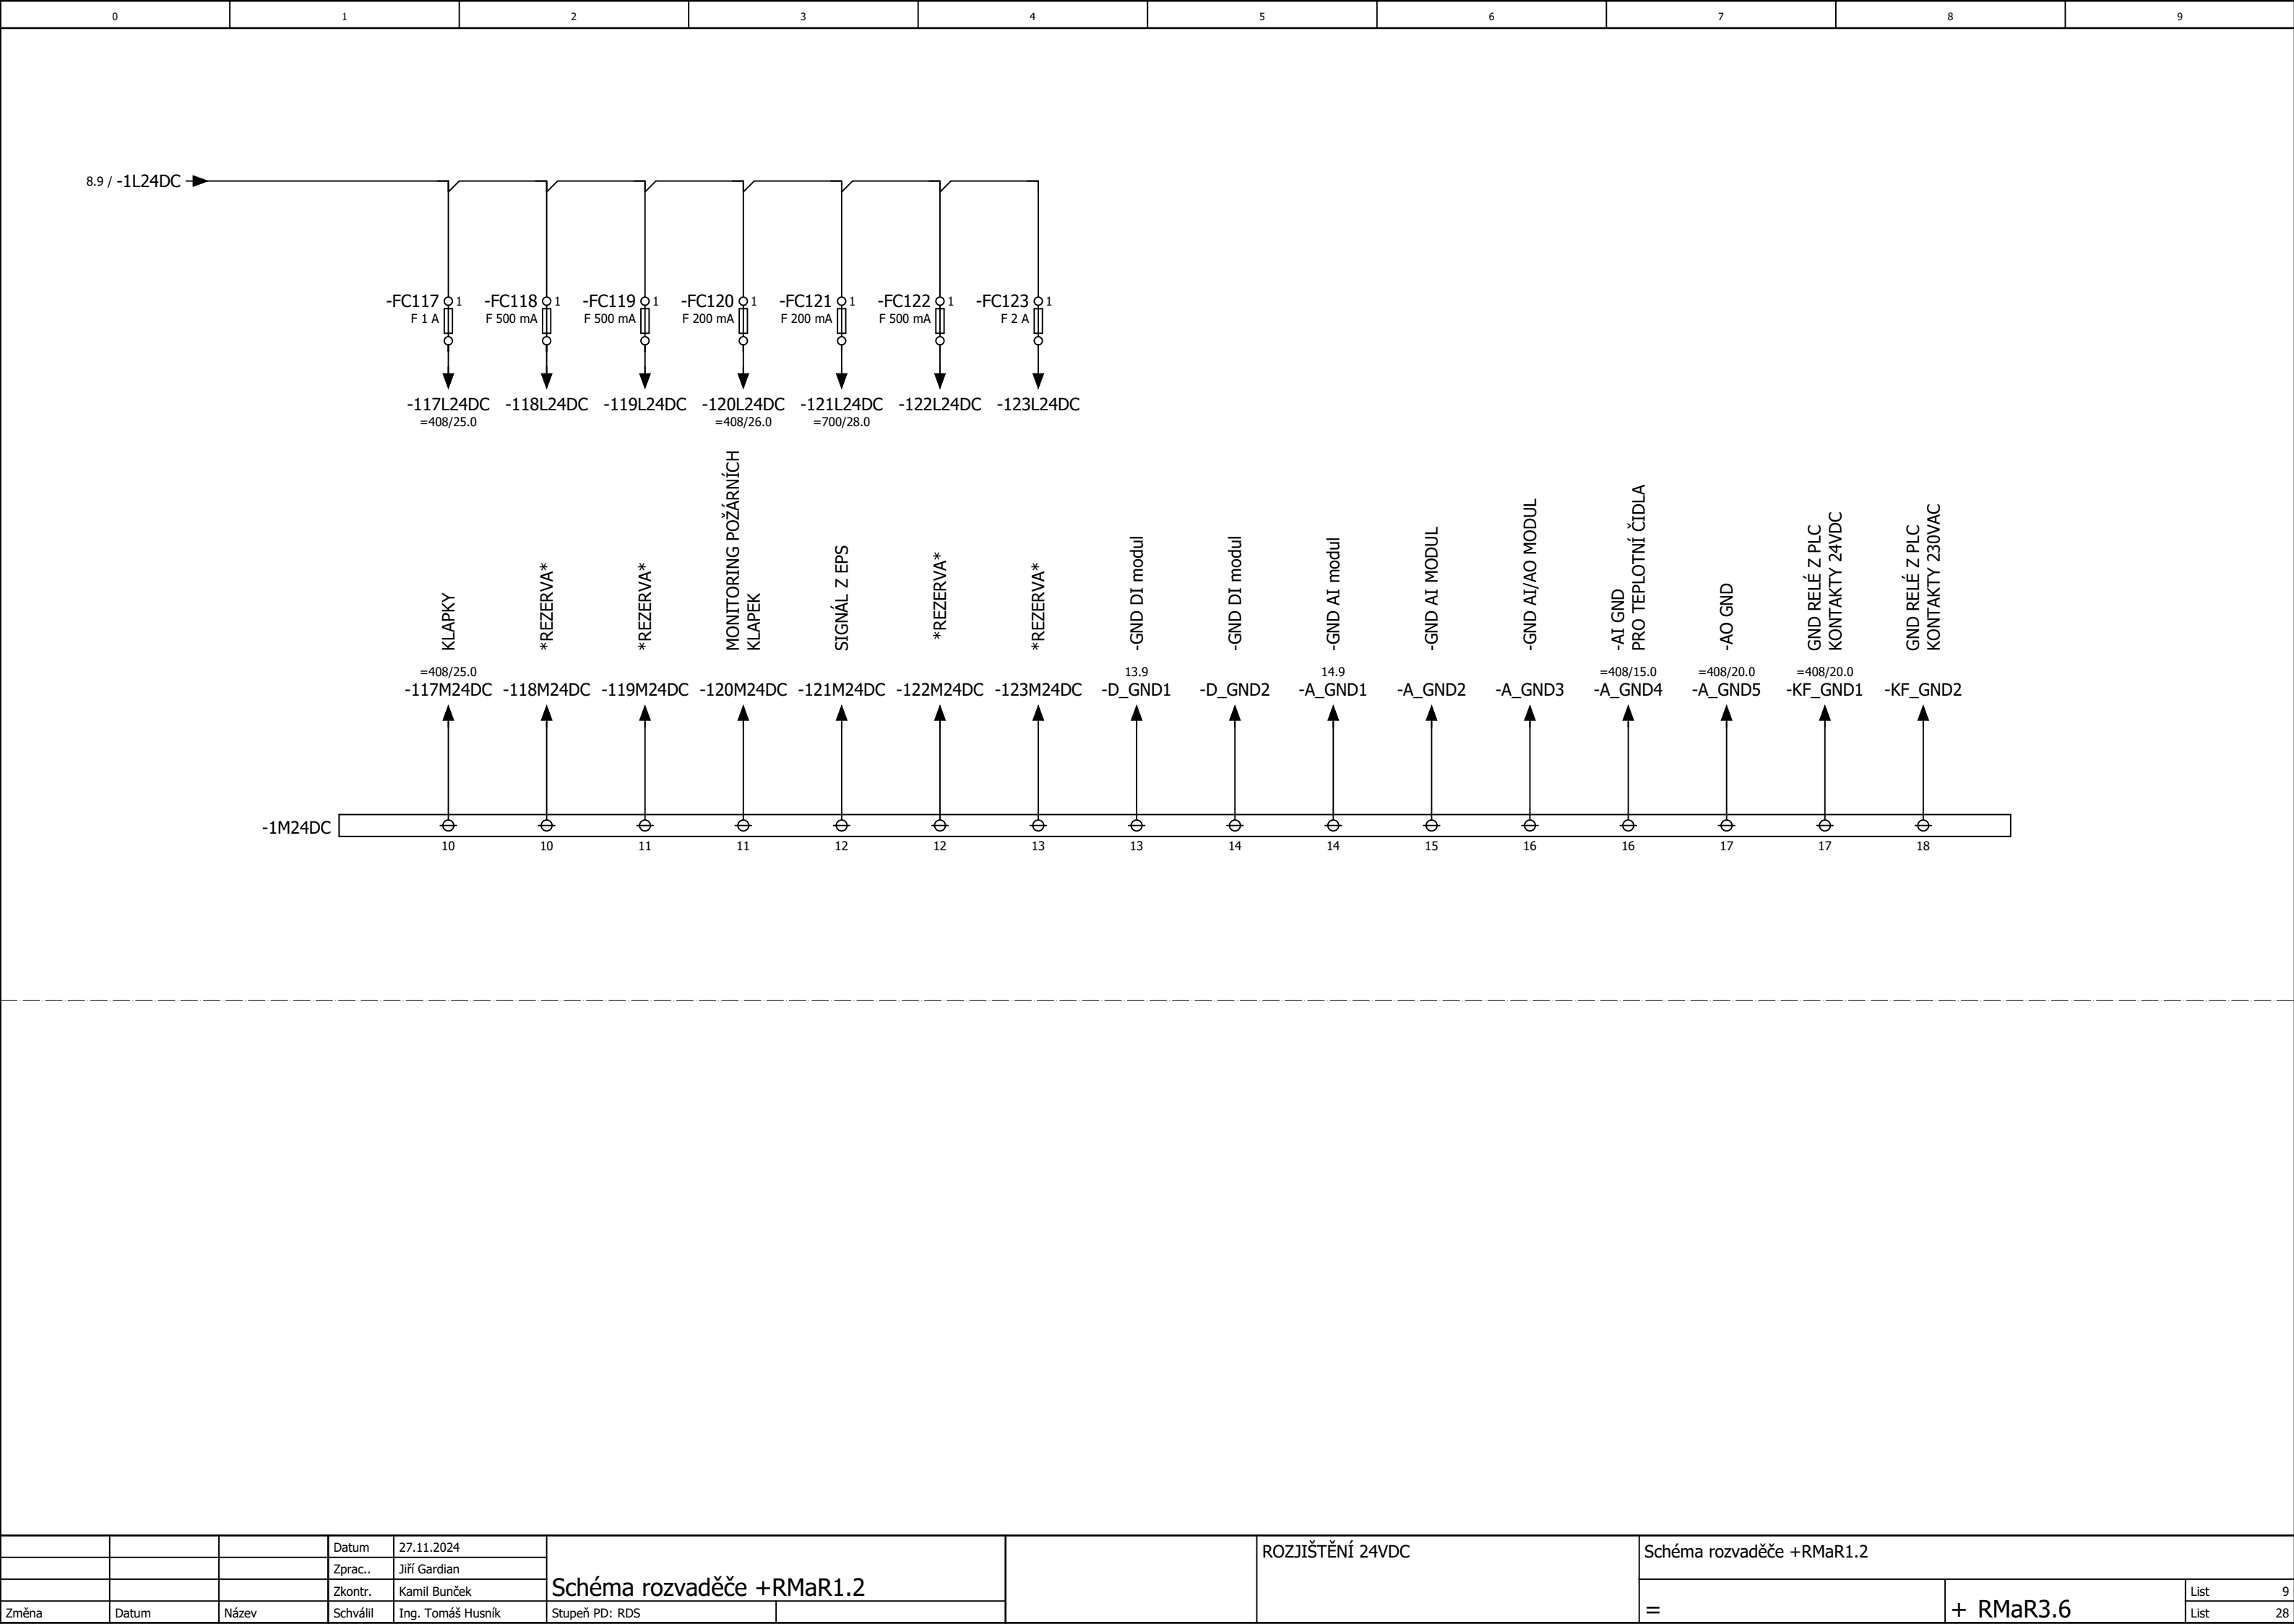 0 1 2 3 4 5 6 7 8 9
8.9 / -1L24DC
-FC117 1 -FC118 1 -FC119 1 -FC120 1 -FC121 1 -FC122 1 -FC123 1
F 1 A F 500 mA F 500 mA F 200 mA F 200 mA F 500 mA F 2 A
-117L24DC -118L24DC -119L24DC -120L24DC -121L24DC -122L24DC -123L24DC
=408/25.0 =408/26.0 =700/28.0
KLAPKY
*REZERVA*
*REZERVA*
MONITORING POŽÁRNÍCH
KLAPEK
SIGNÁL Z EPS
*REZERVA*
*REZERVA*
-GND DI modul
-GND DI modul
-GND AI modul
-GND AI MODUL
-GND AI/AO MODUL
-AI GND
PRO TEPLOTNÍ ČIDLA
-AO GND
GND RELÉ Z PLC
KONTAKTY 24VDC
GND RELÉ Z PLC
KONTAKTY 230VAC
=408/25.0 13.9 14.9 =408/15.0 =408/20.0 =408/20.0
-117M24DC -118M24DC -119M24DC -120M24DC -121M24DC -122M24DC -123M24DC -D_GND1 -D_GND2 -A_GND1 -A_GND2 -A_GND3 -A_GND4 -A_GND5 -KF_GND1 -KF_GND2
-1M24DC
10 10 11 11 12 12 13 13 14 14 15 16 16 17 17 18
Datum 27.11.2024
Zprac.. Jiří Gardian
Zkontr. Kamil Bunček
Změna Datum Název Schválil Ing. Tomáš Husník
Schéma rozvaděče +RMaR1.2
Stupeň PD: RDS
ROZJIŠTĚNÍ 24VDC
Schéma rozvaděče +RMaR1.2
= + RMaR3.6
List 9
List 28